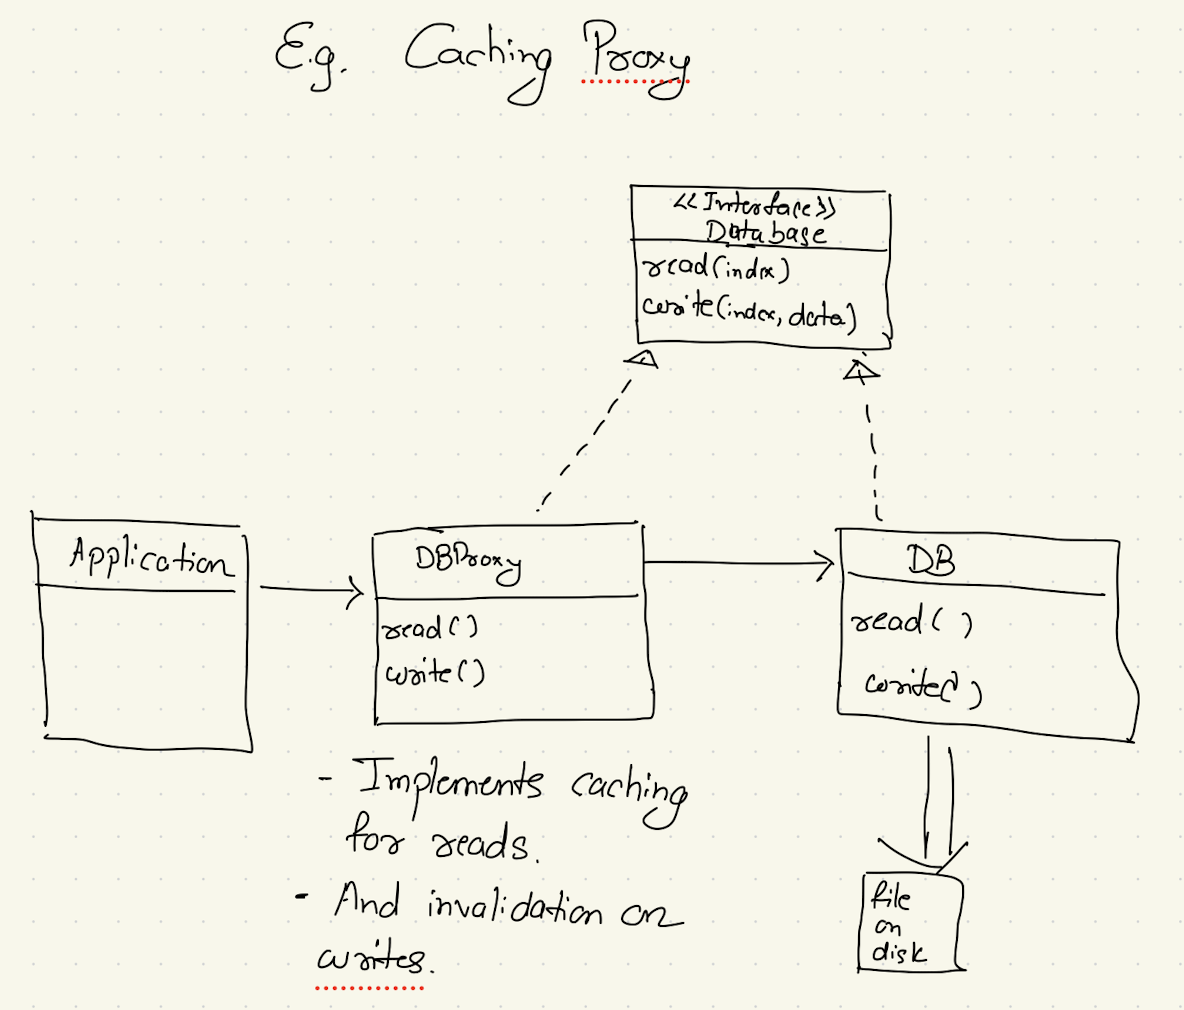 E.g. Caching Proxy
<<Interface>>
Database
read(index)
write(index, data)
Application
DBProxy
read()
write()
DB
read( )
write( )
- Implements caching
for reads.
- And invalidation on
writes.
file
on
disk